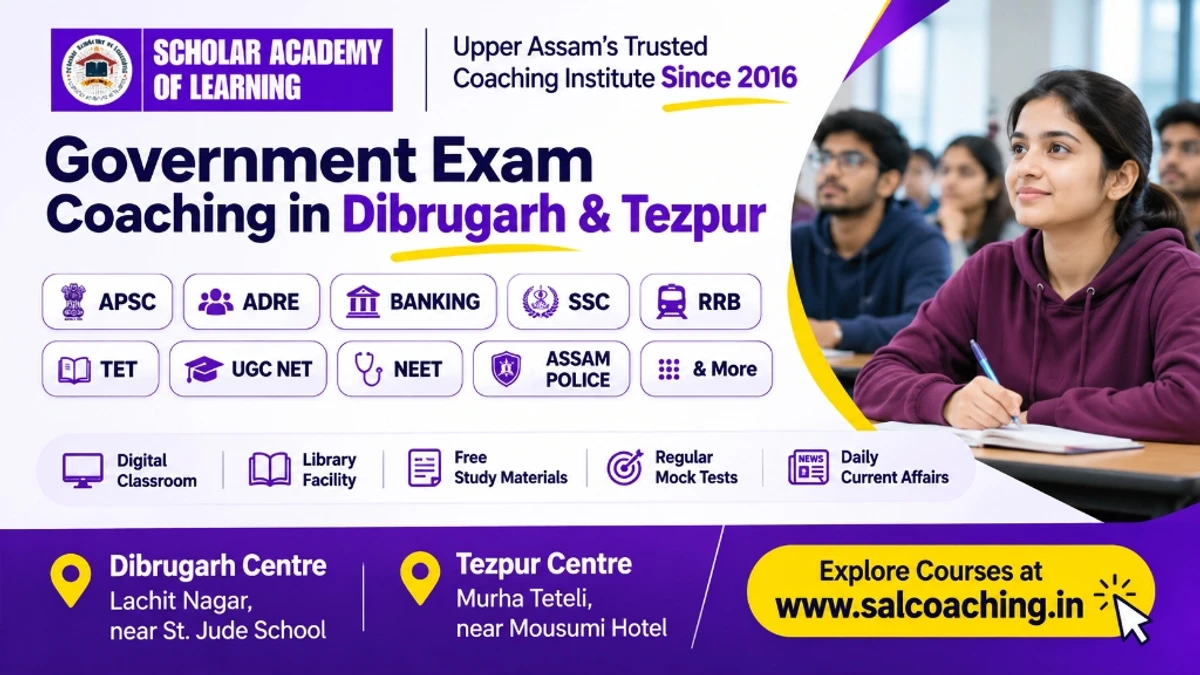 SCHOLAR ACADEMY
OF LEARNING
Upper Assam's Trusted
Coaching Institute Since 2016
Government Exam
Coaching in Dibrugarh & Tezpur
APSC
ADRE
BANKING
SSC
RRB
TET
UGC NET
NEET
ASSAM
POLICE
& More
Digital
Classroom
Library
Facility
Free
Study Materials
Regular
Mock Tests
NEWS
Daily
Current Affairs
Dibrugarh Centre
Lachit Nagar,
near St. Jude School
Tezpur Centre
Murha Teteli,
near Mousumi Hotel
Explore Courses at
www.salcoaching.in